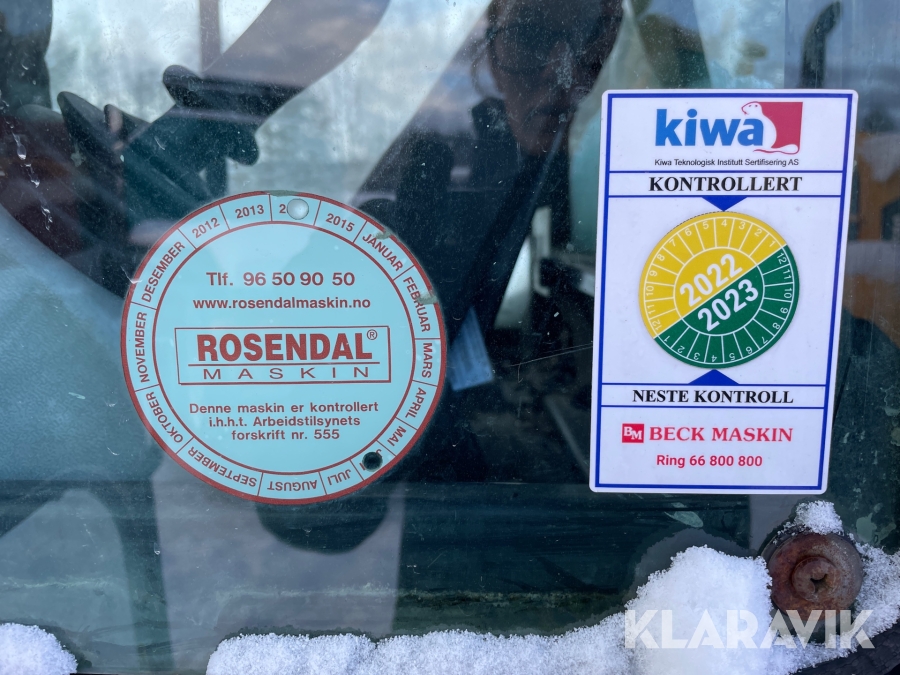 DESEMBER 2012 2013 2015 JANUAR FEBRUAR MARS APRIL MAI JULI AUGUST SEPTEMBER OKTOBER NOVEMBER
Tlf. 96 50 90 50
www.rosendalmaskin.no
ROSENDAL®
MASKIN
Denne maskin er kontrollert
i.h.h.t. Arbeidstilsynets
forskrift nr. 555
kiwa
Kiwa Teknologisk Institutt Sertifisering AS
KONTROLLERT
2022
2023
NESTE KONTROLL
BM BECK MASKIN
Ring 66 800 800
KLARAVIK